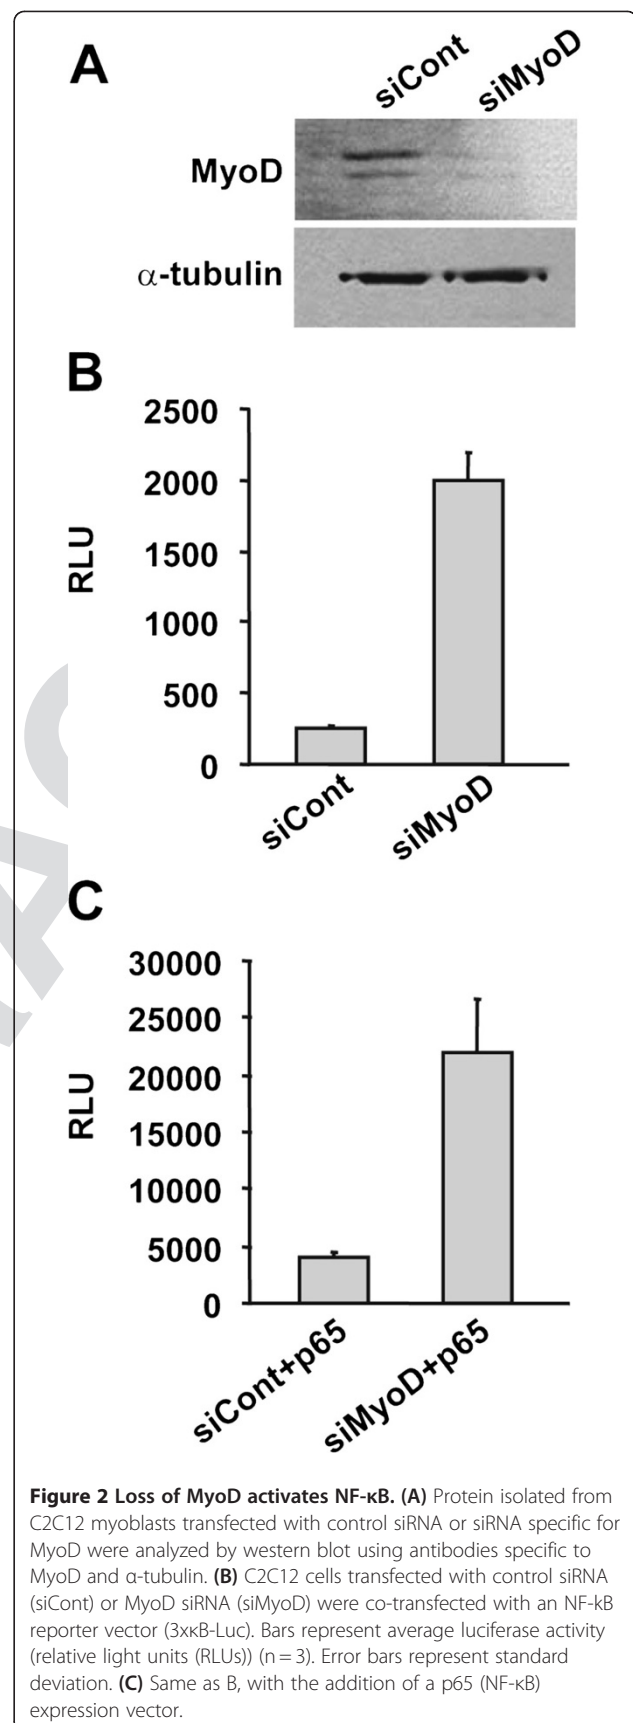 A
siCont siMyoD
MyoD
α-tubulin
B
2500
2000
1500
1000
500
0
RLU
siCont siMyoD
C
30000
25000
20000
15000
10000
5000
0
RLU
siCont+p65 siMyoD+p65
Figure 2 Loss of MyoD activates NF-κB. (A) Protein isolated from
C2C12 myoblasts transfected with control siRNA or siRNA specific for
MyoD were analyzed by western blot using antibodies specific to
MyoD and α-tubulin. (B) C2C12 cells transfected with control siRNA
(siCont) or MyoD siRNA (siMyoD) were co-transfected with an NF-kB
reporter vector (3xκB-Luc). Bars represent average luciferase activity
(relative light units (RLUs)) (n = 3). Error bars represent standard
deviation. (C) Same as B, with the addition of a p65 (NF-κB)
expression vector.